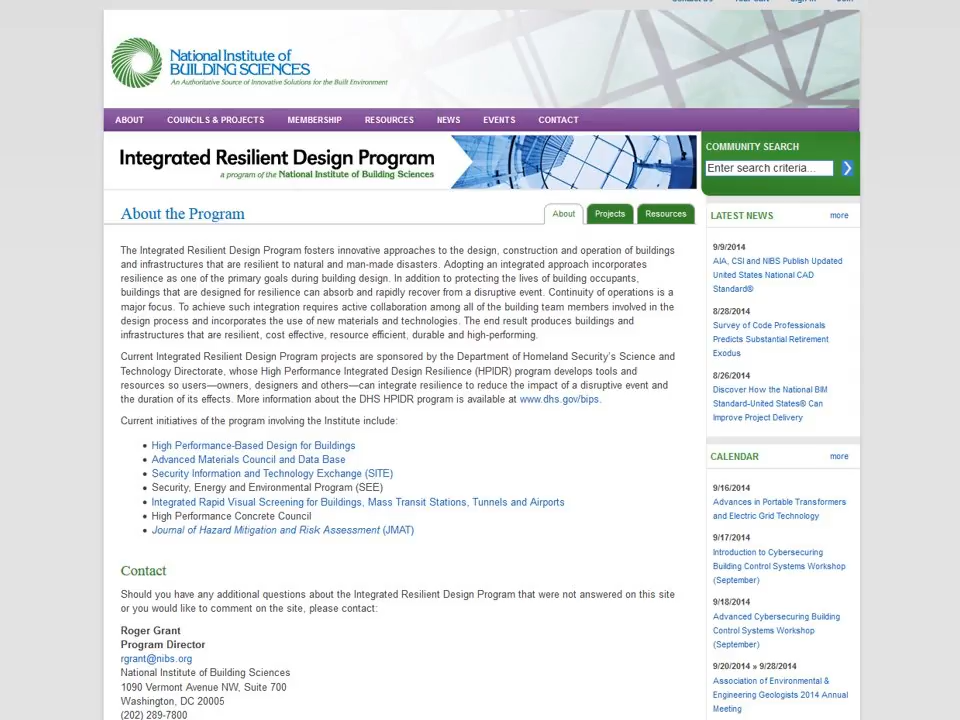 Contact Us Your Cart Sign In Join
National Institute of
BUILDING SCIENCES
An Authoritative Source of Innovative Solutions for the Built Environment
ABOUT COUNCILS & PROJECTS MEMBERSHIP RESOURCES NEWS EVENTS CONTACT
Integrated Resilient Design Program
a program of the National Institute of Building Sciences
COMMUNITY SEARCH
Enter search criteria...
About the Program
About Projects Resources
The Integrated Resilient Design Program fosters innovative approaches to the design, construction and operation of buildings
and infrastructures that are resilient to natural and man-made disasters. Adopting an integrated approach incorporates
resilience as one of the primary goals during building design. In addition to protecting the lives of building occupants,
buildings that are designed for resilience can absorb and rapidly recover from a disruptive event. Continuity of operations is a
major focus. To achieve such integration requires active collaboration among all of the building team members involved in the
design process and incorporates the use of new materials and technologies. The end result produces buildings and
infrastructures that are resilient, cost effective, resource efficient, durable and high-performing.
Current Integrated Resilient Design Program projects are sponsored by the Department of Homeland Security's Science and
Technology Directorate, whose High Performance Integrated Design Resilience (HPIDR) program develops tools and
resources so users—owners, designers and others—can integrate resilience to reduce the impact of a disruptive event and
the duration of its effects. More information about the DHS HPIDR program is available at www.dhs.gov/bips.
Current initiatives of the program involving the Institute include:
• High Performance-Based Design for Buildings
• Advanced Materials Council and Data Base
• Security Information and Technology Exchange (SITE)
• Security, Energy and Environmental Program (SEE)
• Integrated Rapid Visual Screening for Buildings, Mass Transit Stations, Tunnels and Airports
• High Performance Concrete Council
• Journal of Hazard Mitigation and Risk Assessment (JMAT)
Contact
Should you have any additional questions about the Integrated Resilient Design Program that were not answered on this site
or you would like to comment on the site, please contact:
Roger Grant
Program Director
rgrant@nibs.org
National Institute of Building Sciences
1090 Vermont Avenue NW, Suite 700
Washington, DC 20005
(202) 289-7800
LATEST NEWS more
9/9/2014
AIA, CSI and NIBS Publish Updated
United States National CAD
Standard®
8/28/2014
Survey of Code Professionals
Predicts Substantial Retirement
Exodus
8/26/2014
Discover How the National BIM
Standard-United States® Can
Improve Project Delivery
CALENDAR more
9/16/2014
Advances in Portable Transformers
and Electric Grid Technology
9/17/2014
Introduction to Cybersecuring
Building Control Systems Workshop
(September)
9/18/2014
Advanced Cybersecuring Building
Control Systems Workshop
(September)
9/20/2014 » 9/28/2014
Association of Environmental &
Engineering Geologists 2014 Annual
Meeting